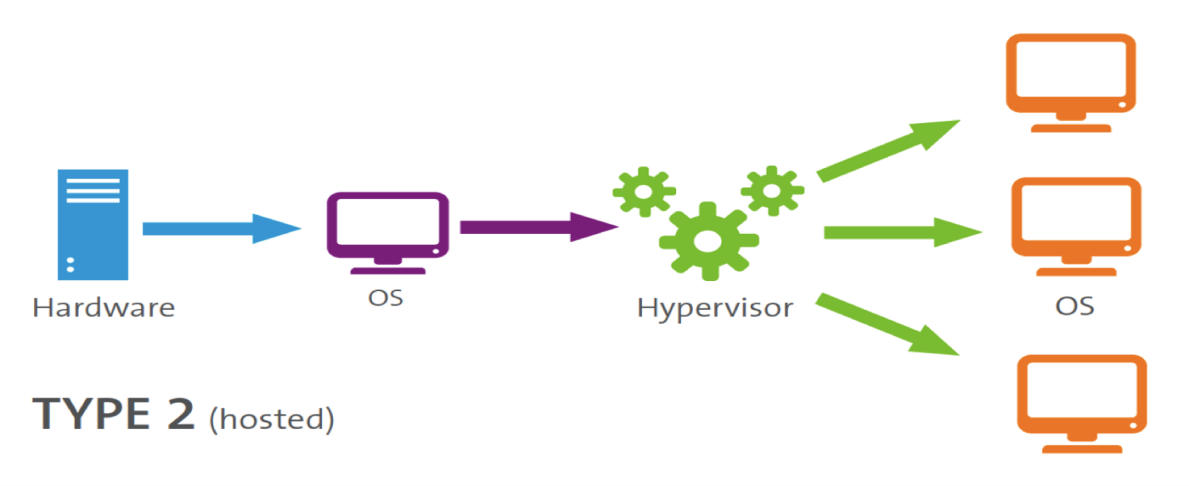 Hardware
OS
Hypervisor
OS
TYPE 2 (hosted)